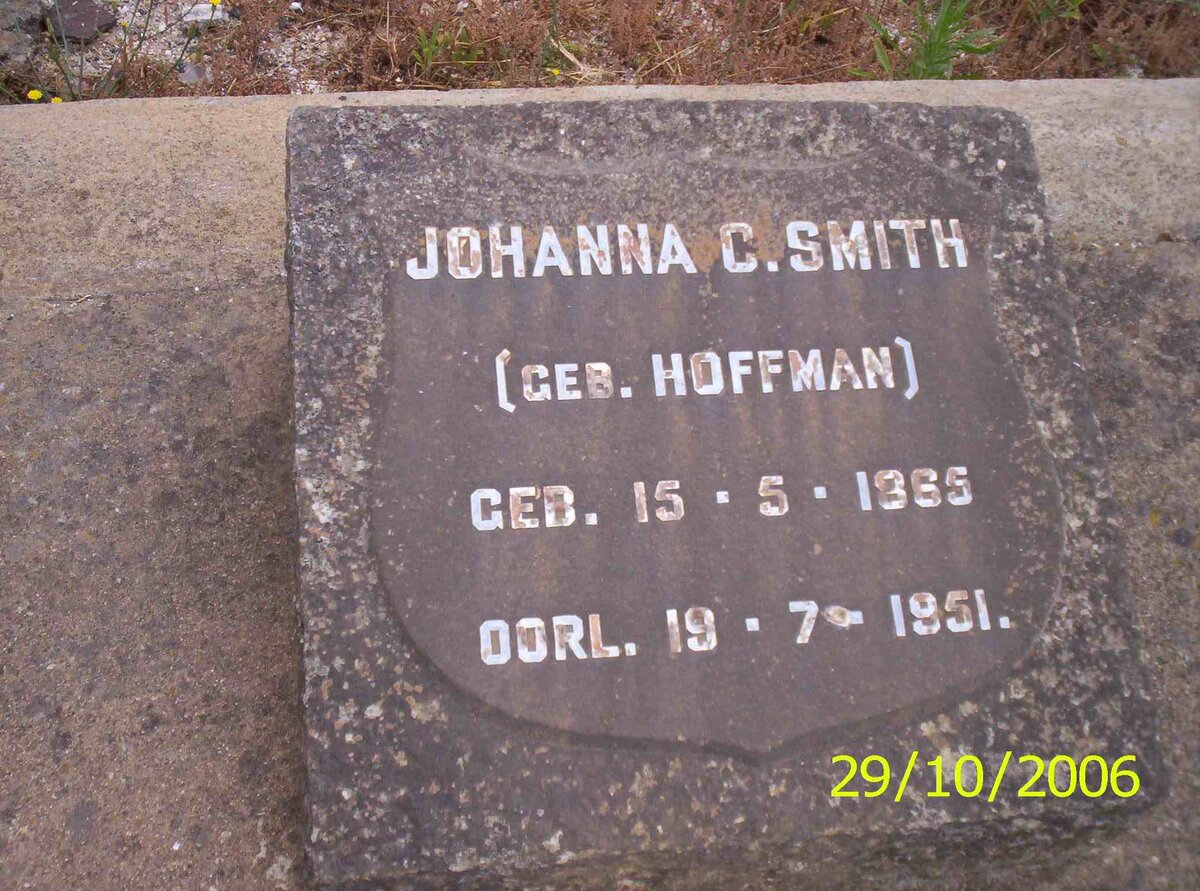 JOHANNA C. SMITH
(GEB. HOFFMAN)
GEB. 15 · 5 · 1865
OORL. 19 · 7 · 1951.
29/10/2006